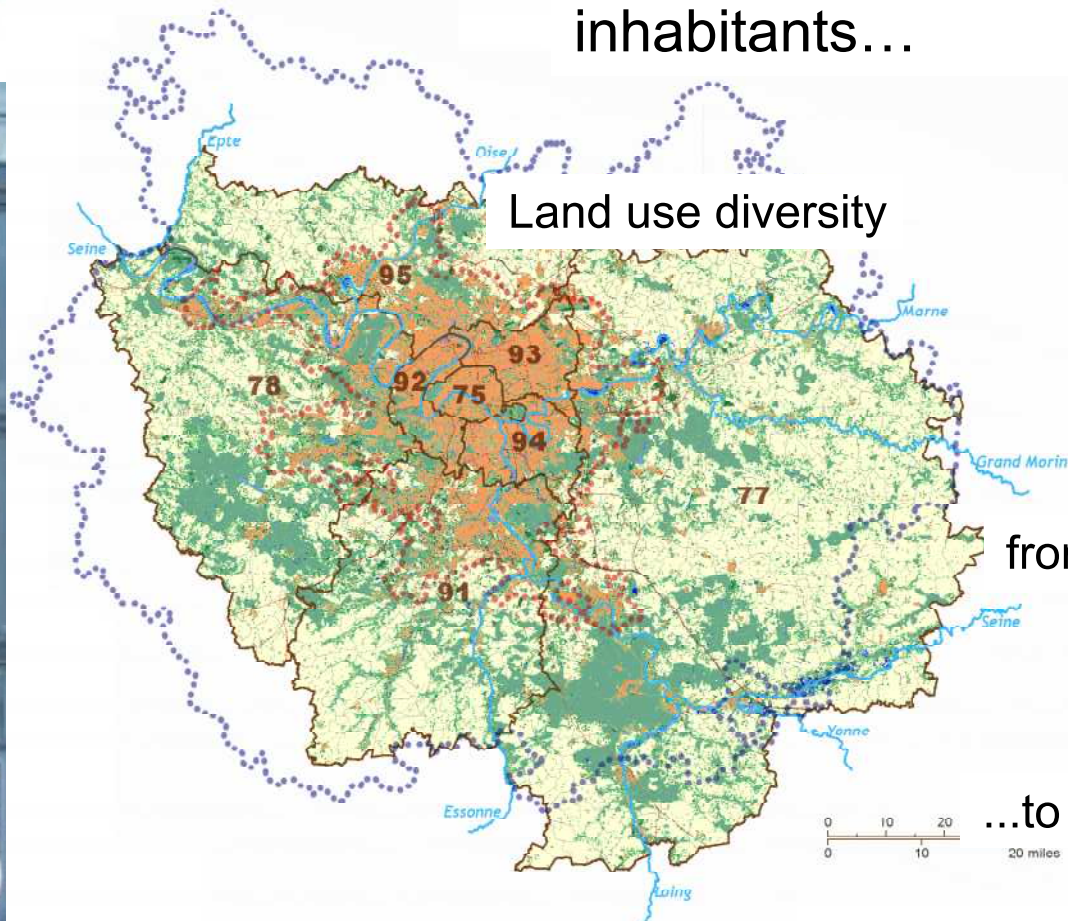 inhabitants…
Epte
Oise
Land use diversity
Seine
95
Marne
93
78
92
75
94
Grand Morin
77
91
Seine
Yonne
Essonne
...to
0 10 20
0 10 20 miles
Loing